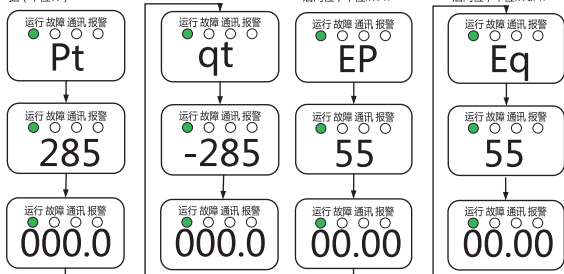 运行 故障 通讯 报警
Pt
运行 故障 通讯 报警
285
运行 故障 通讯 报警
000.0
运行 故障 通讯 报警
qt
运行 故障 通讯 报警
-285
运行 故障 通讯 报警
000.0
运行 故障 通讯 报警
EP
运行 故障 通讯 报警
55
运行 故障 通讯 报警
00.00
运行 故障 通讯 报警
Eq
运行 故障 通讯 报警
55
运行 故障 通讯 报警
00.00